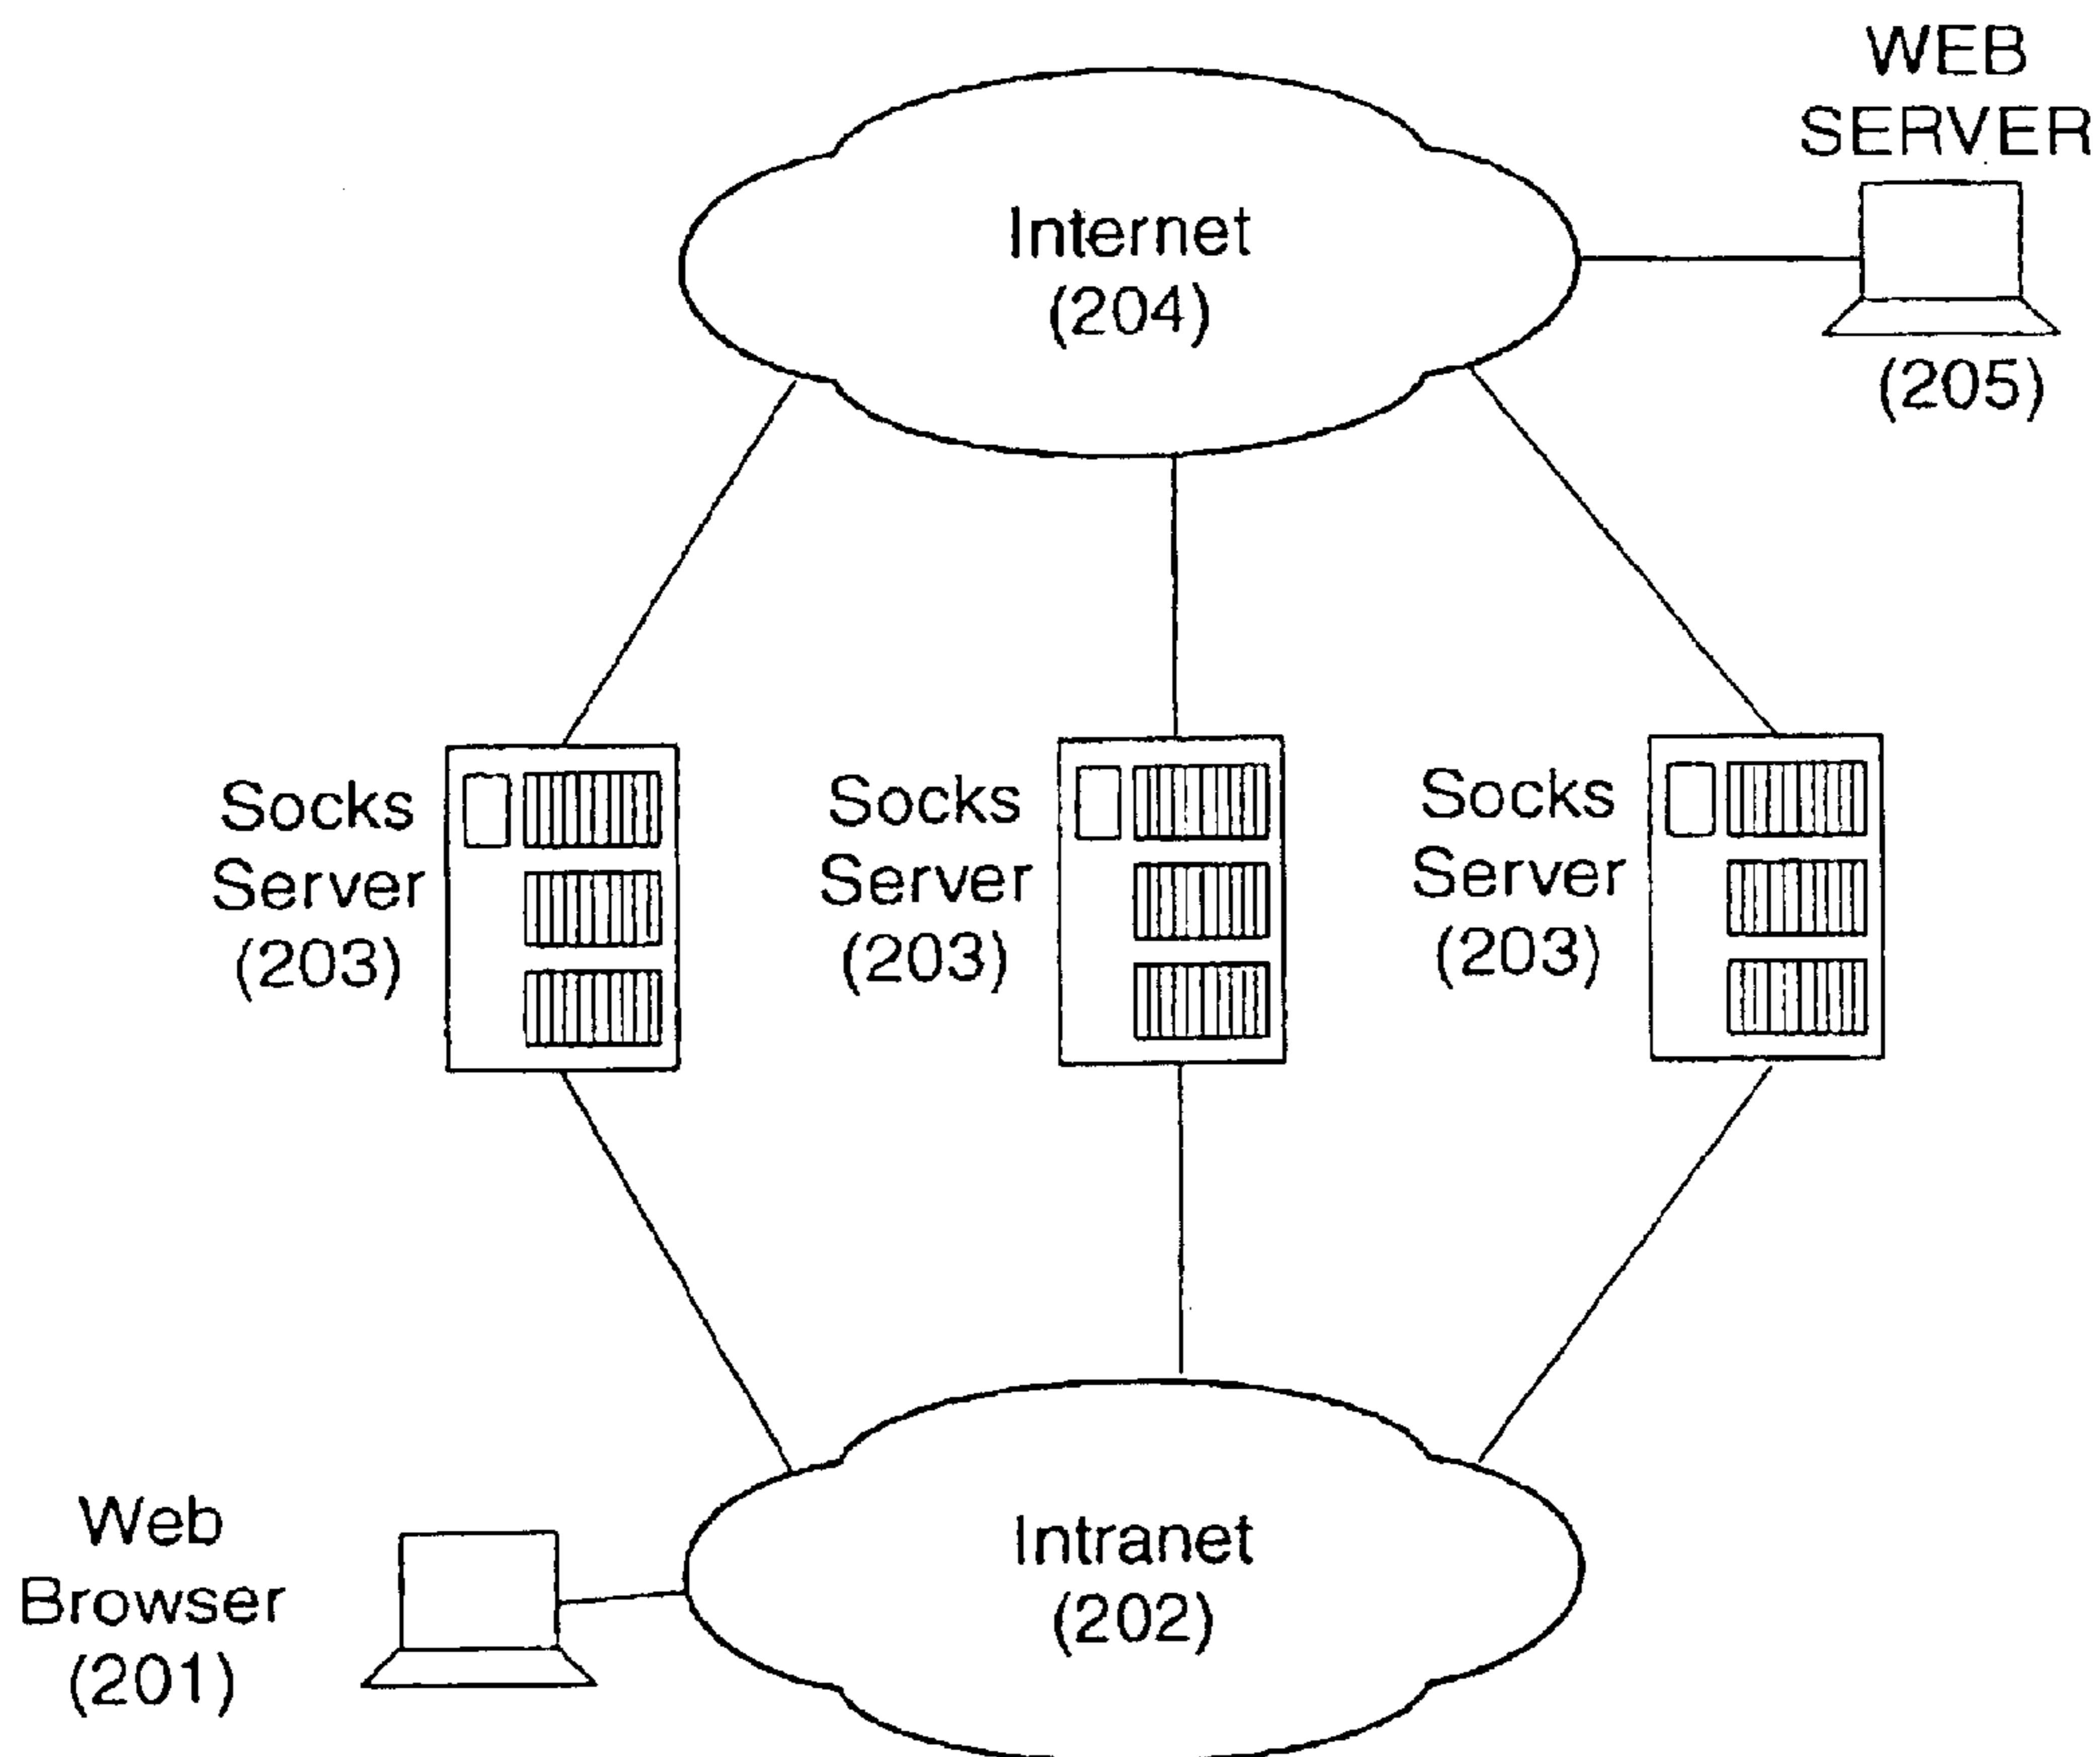 WEB
SERVER
(205)
Internet
(204)
Socks
Server
(203)
Socks
Server
(203)
Socks
Server
(203)
Web
Browser
(201)
Intranet
(202)